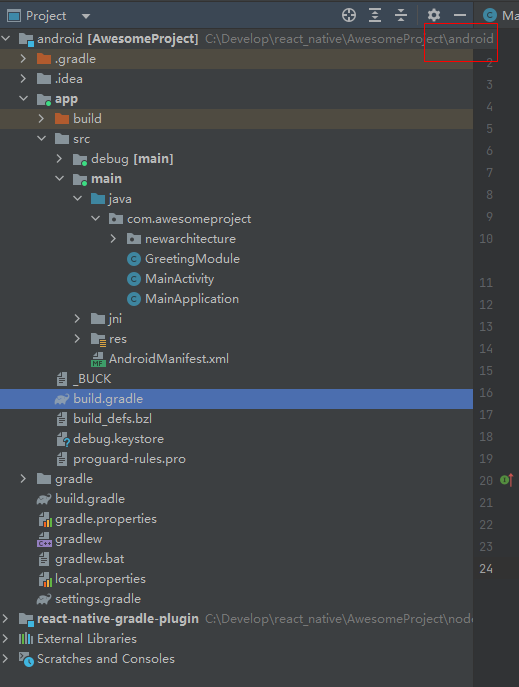 Project
Ma
android [AwesomeProject] C:\Develop\react_native\AwesomeProject\android
.gradle
2
.idea
3
app
4
build
5
src
6
debug [main]
7
main
8
java
9
com.awesomeproject
10
newarchitecture
GreetingModule
11
MainActivity
12
MainApplication
13
jni
14
res
15
AndroidManifest.xml
16
_BUCK
17
build.gradle
18
build_defs.bzl
19
debug.keystore
20
proguard-rules.pro
21
gradle
22
build.gradle
23
gradle.properties
24
gradlew
gradlew.bat
local.properties
settings.gradle
react-native-gradle-plugin C:\Develop\react_native\AwesomeProject\node
External Libraries
Scratches and Consoles